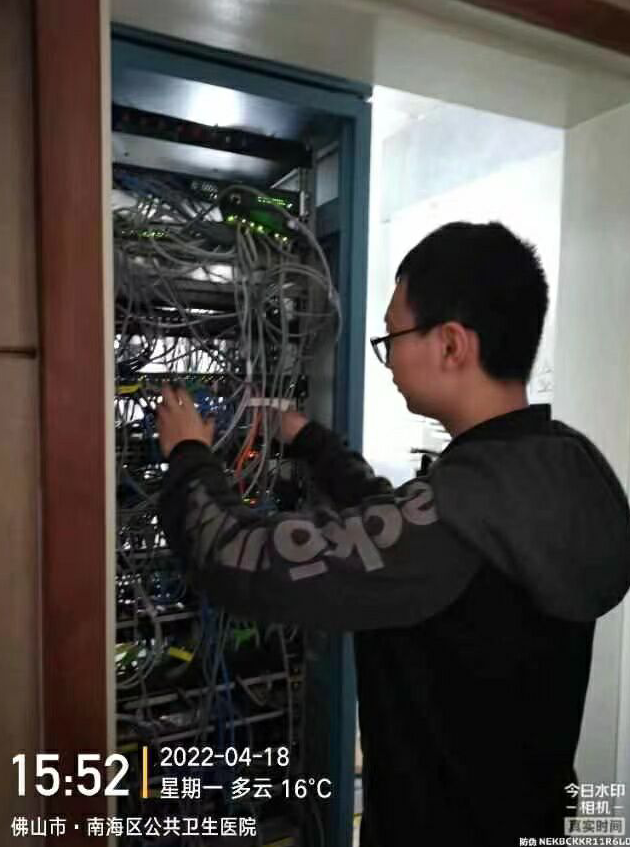 15:52
2022-04-18
星期一 多云 16°C
佛山市·南海区公共卫生医院
今日水印
-相机-
真实时间
防伪 NEKBCKKR11R6LD